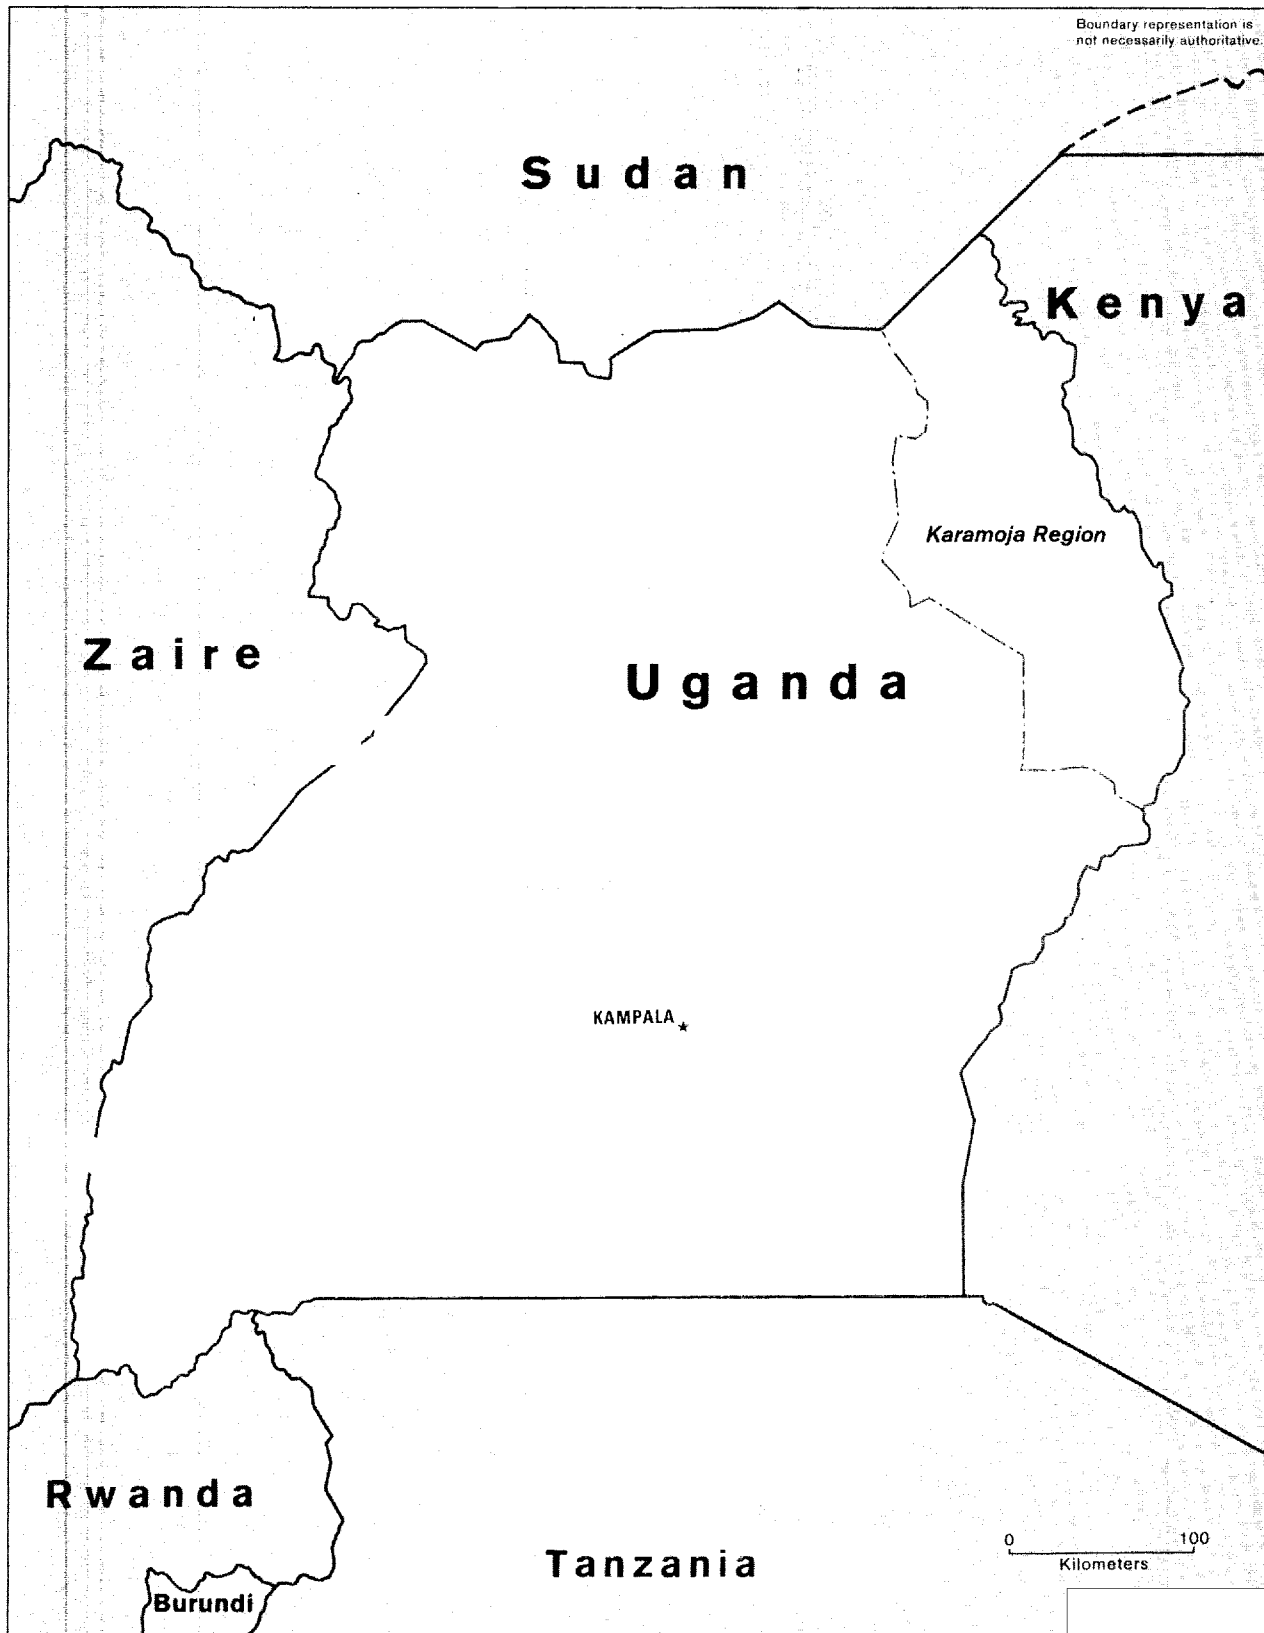 Boundary representation is
not necessarily authoritative.
Sudan
Kenya
Karamoja Region
Zaire
Uganda
KAMPALA
Rwanda
0 100
Kilometers
Tanzania
Burundi